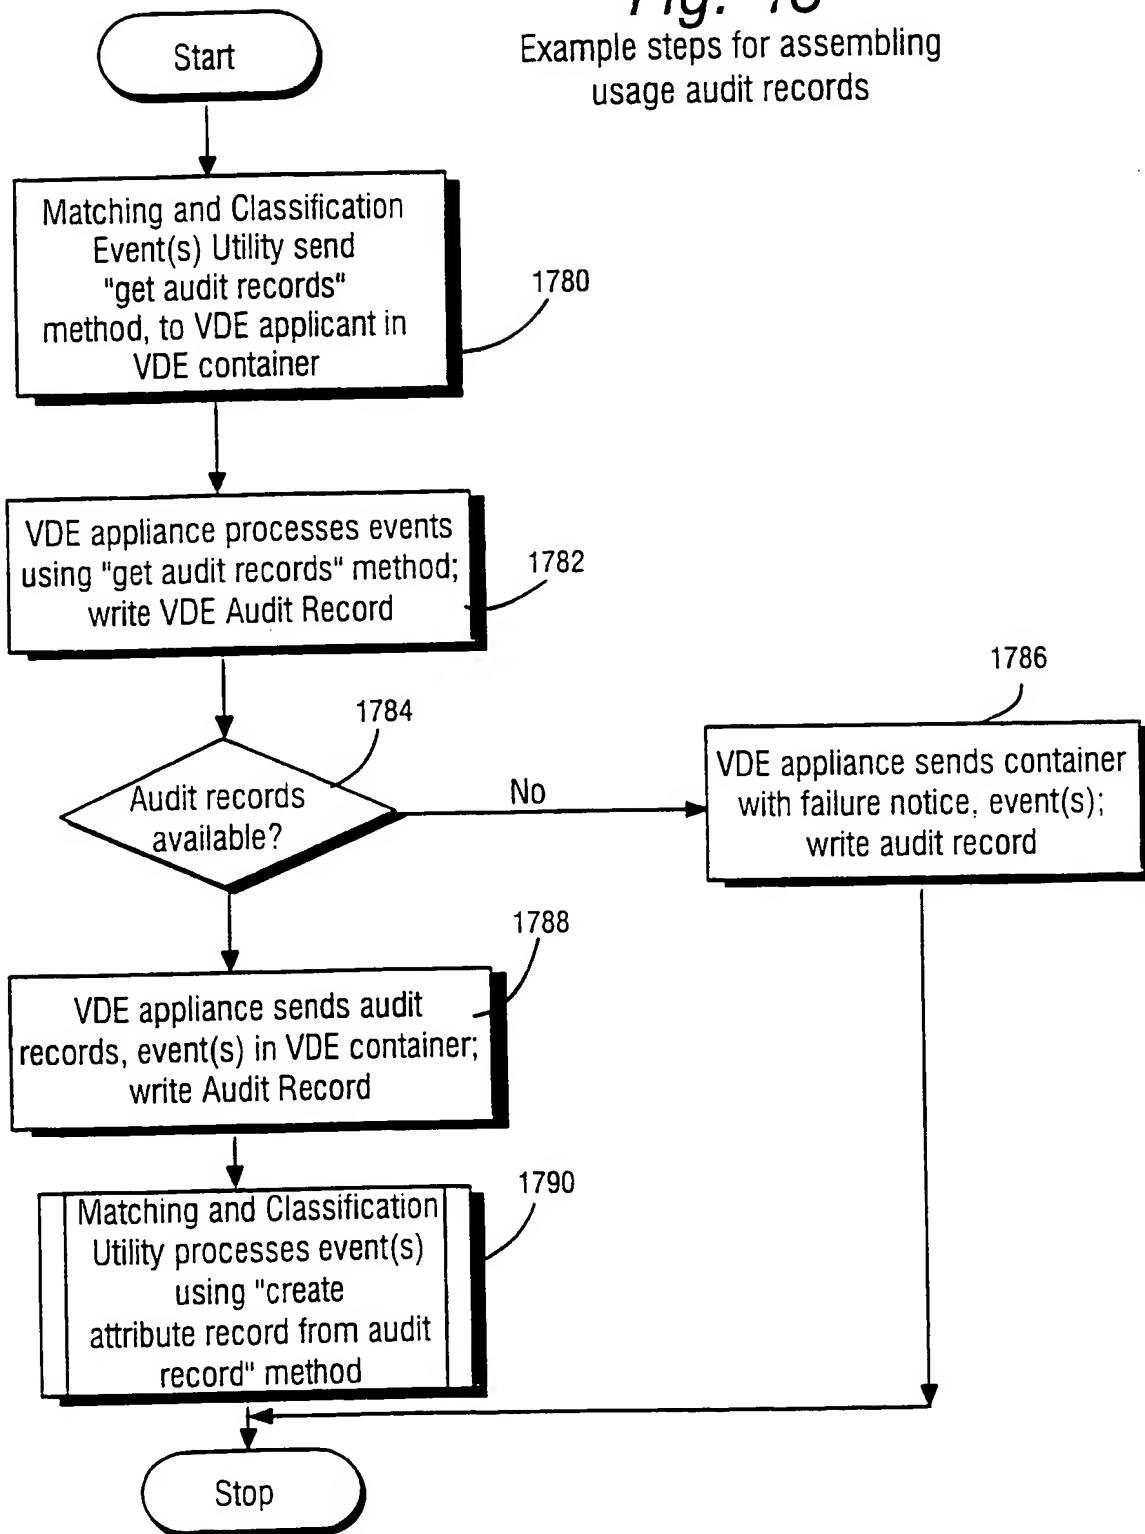 Example steps for assembling
usage audit records
Start
Matching and Classification
Event(s) Utility send
"get audit records"
method, to VDE applicant in
VDE container
1780
VDE appliance processes events
using "get audit records" method;
write VDE Audit Record
1782
1784
Audit records
available?
No
1786
VDE appliance sends container
with failure notice, event(s);
write audit record
1788
VDE appliance sends audit
records, event(s) in VDE container;
write Audit Record
1790
Matching and Classification
Utility processes event(s)
using "create
attribute record from audit
record" method
Stop